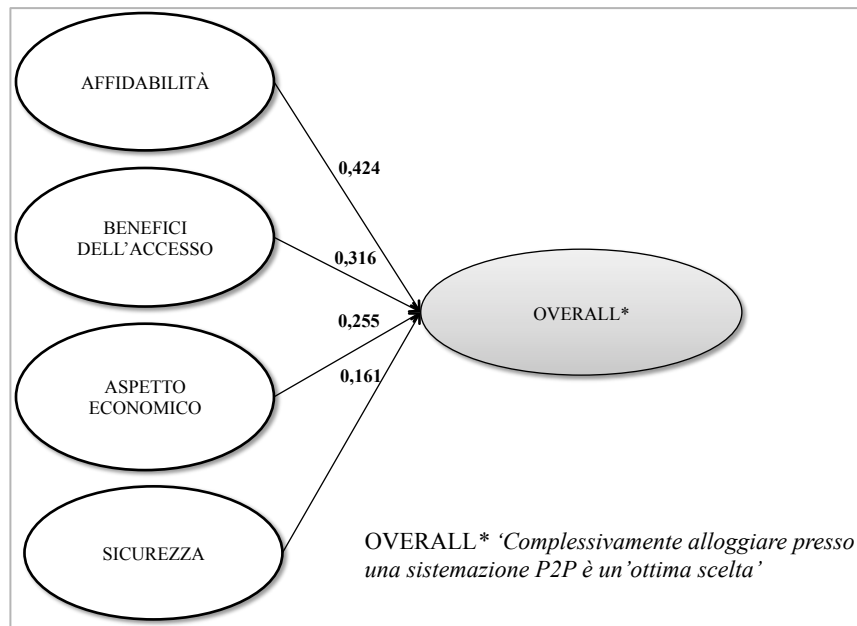 AFFIDABILITÀ
0,424
BENEFICI
DELL’ACCESSO
0,316
OVERALL*
0,255
ASPETTO
ECONOMICO
0,161
SICUREZZA
OVERALL* ‘Complessivamente alloggiare presso
una sistemazione P2P è un’ottima scelta’